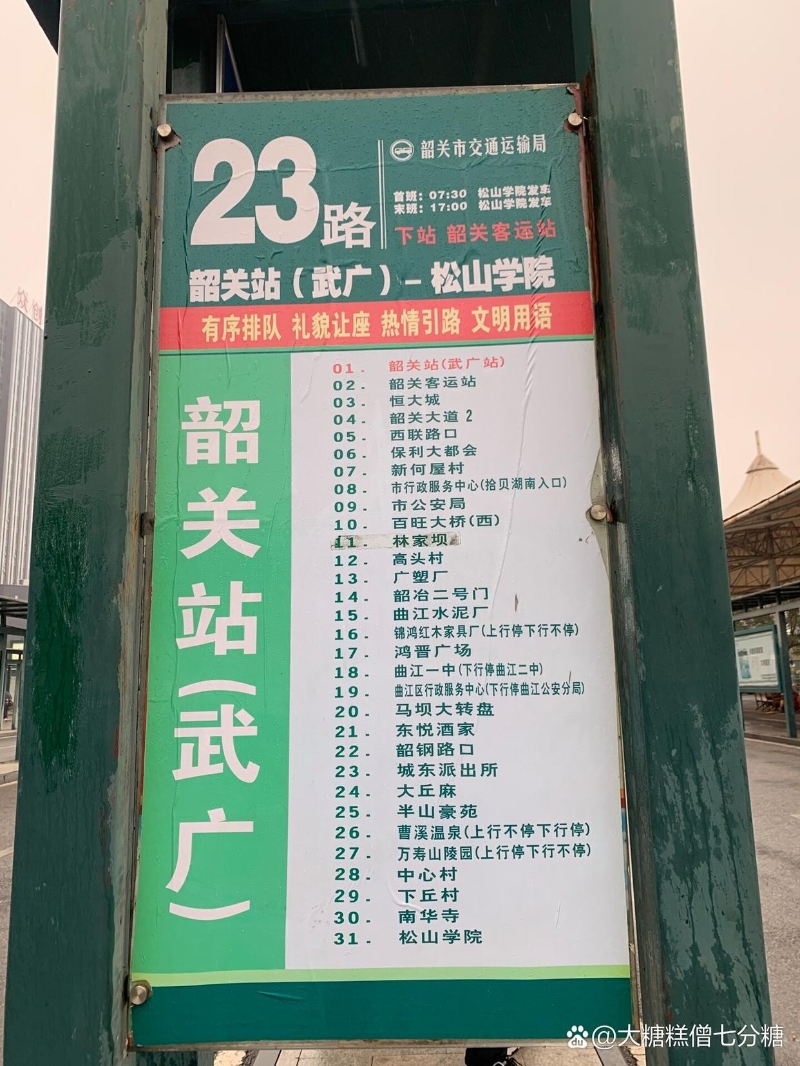 23路
韶关市交通运输局
首班：07:30 松山学院发车
末班：17:00 松山学院发车
下站 韶关客运站
韶关站（武广）－松山学院
有序排队 礼貌让座 热情引路 文明用语
韶关站（武广）
01. 韶关站(武广站)
02. 韶关客运站
03. 恒大城
04. 韶关大道 2
05. 西联路口
06. 保利大都会
07. 新何屋村
08. 市行政服务中心(拾贝湖南入口)
09. 市公安局
10. 百旺大桥(西)
11. 林家坝
12. 高头村
13. 广塑厂
14. 韶冶二号门
15. 曲江水泥厂
16. 锦鸿红木家具厂(上行停下行不停)
17. 鸿晋广场
18. 曲江一中(下行停曲江二中)
19. 曲江区行政服务中心(下行停曲江公安分局)
20. 马坝大转盘
21. 东悦酒家
22. 韶钢路口
23. 城东派出所
24. 大丘麻
25. 半山豪苑
26. 曹溪温泉(上行不停下行停)
27. 万寿山陵园(上行停下行不停)
28. 中心村
29. 下丘村
30. 南华寺
31. 松山学院
@大糖糕僧七分糖